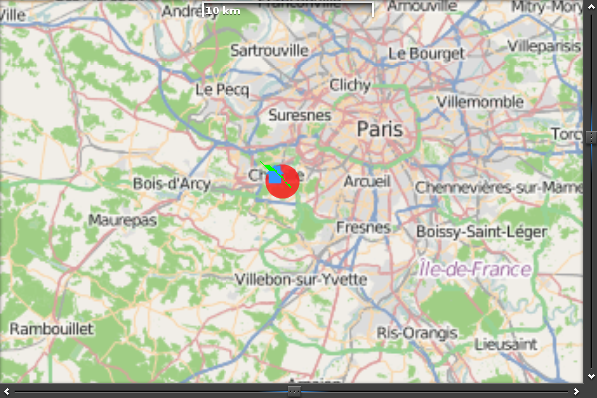 10 km
Andrés
Franconville
Arnouville
Mitry-Mory
Ville
Sartrouville
Le Bourget
Villeparisis
Le Pecq
Clichy
Villemomble
Suresnes
Paris
Torcy
Bois-d'Arcy
Arcueil
Chennevières-sur-Marne
Maurepas
Fresnes
Boissy-Saint-Léger
Île-de-France
Villebon-sur-Yvette
Rambouillet
Ris-Orangis
Lieusaint